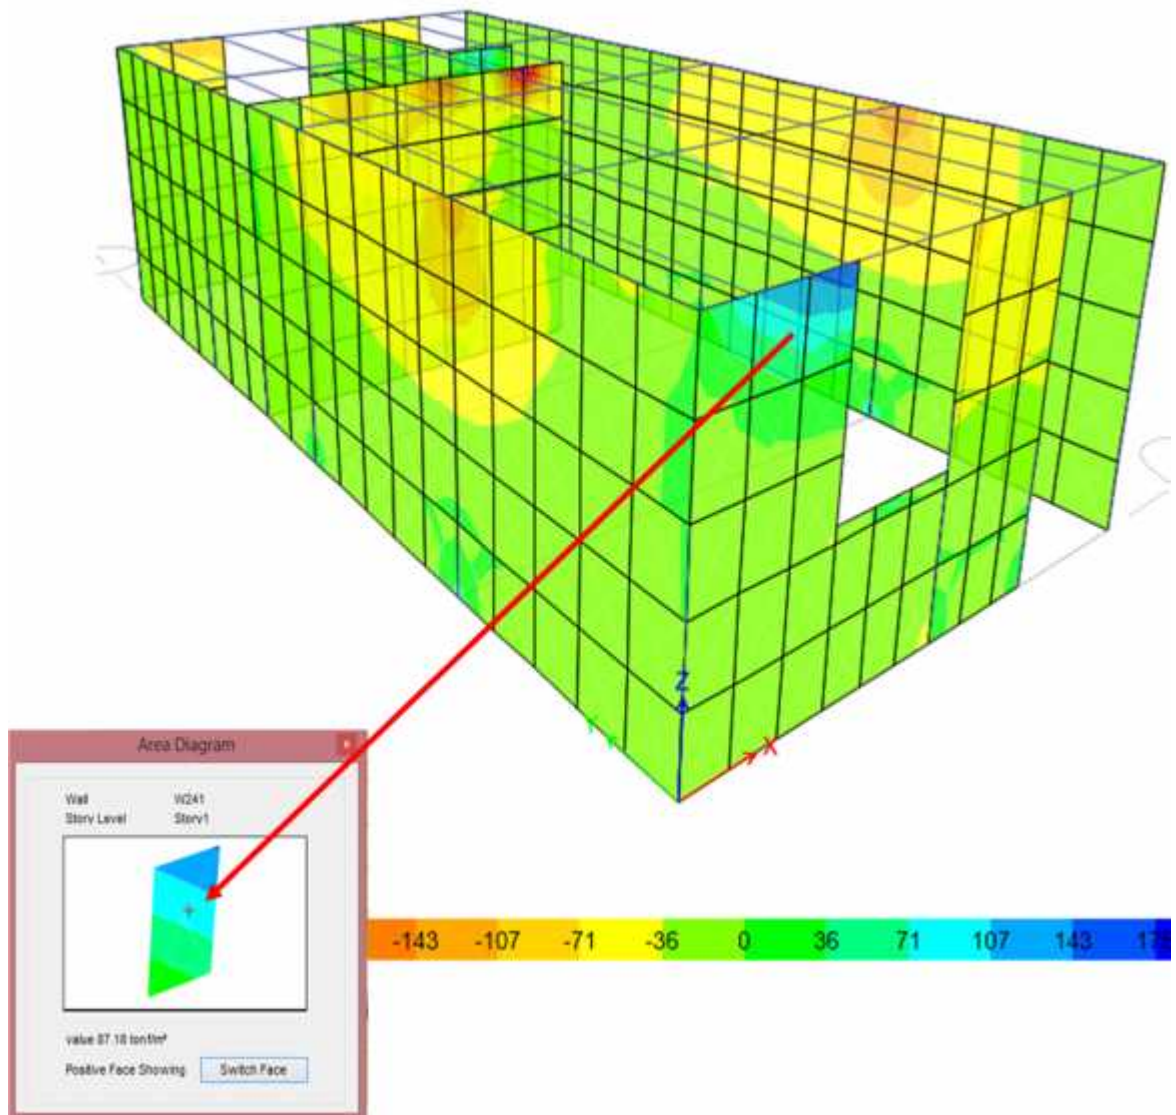 Z
X
Y
Area Diagram
x
Wall W241
Story Level Story1
-143 -107 -71 -36 0 36 71 107 143
value 87.18 tonf/m²
Positive Face Showing Switch Face